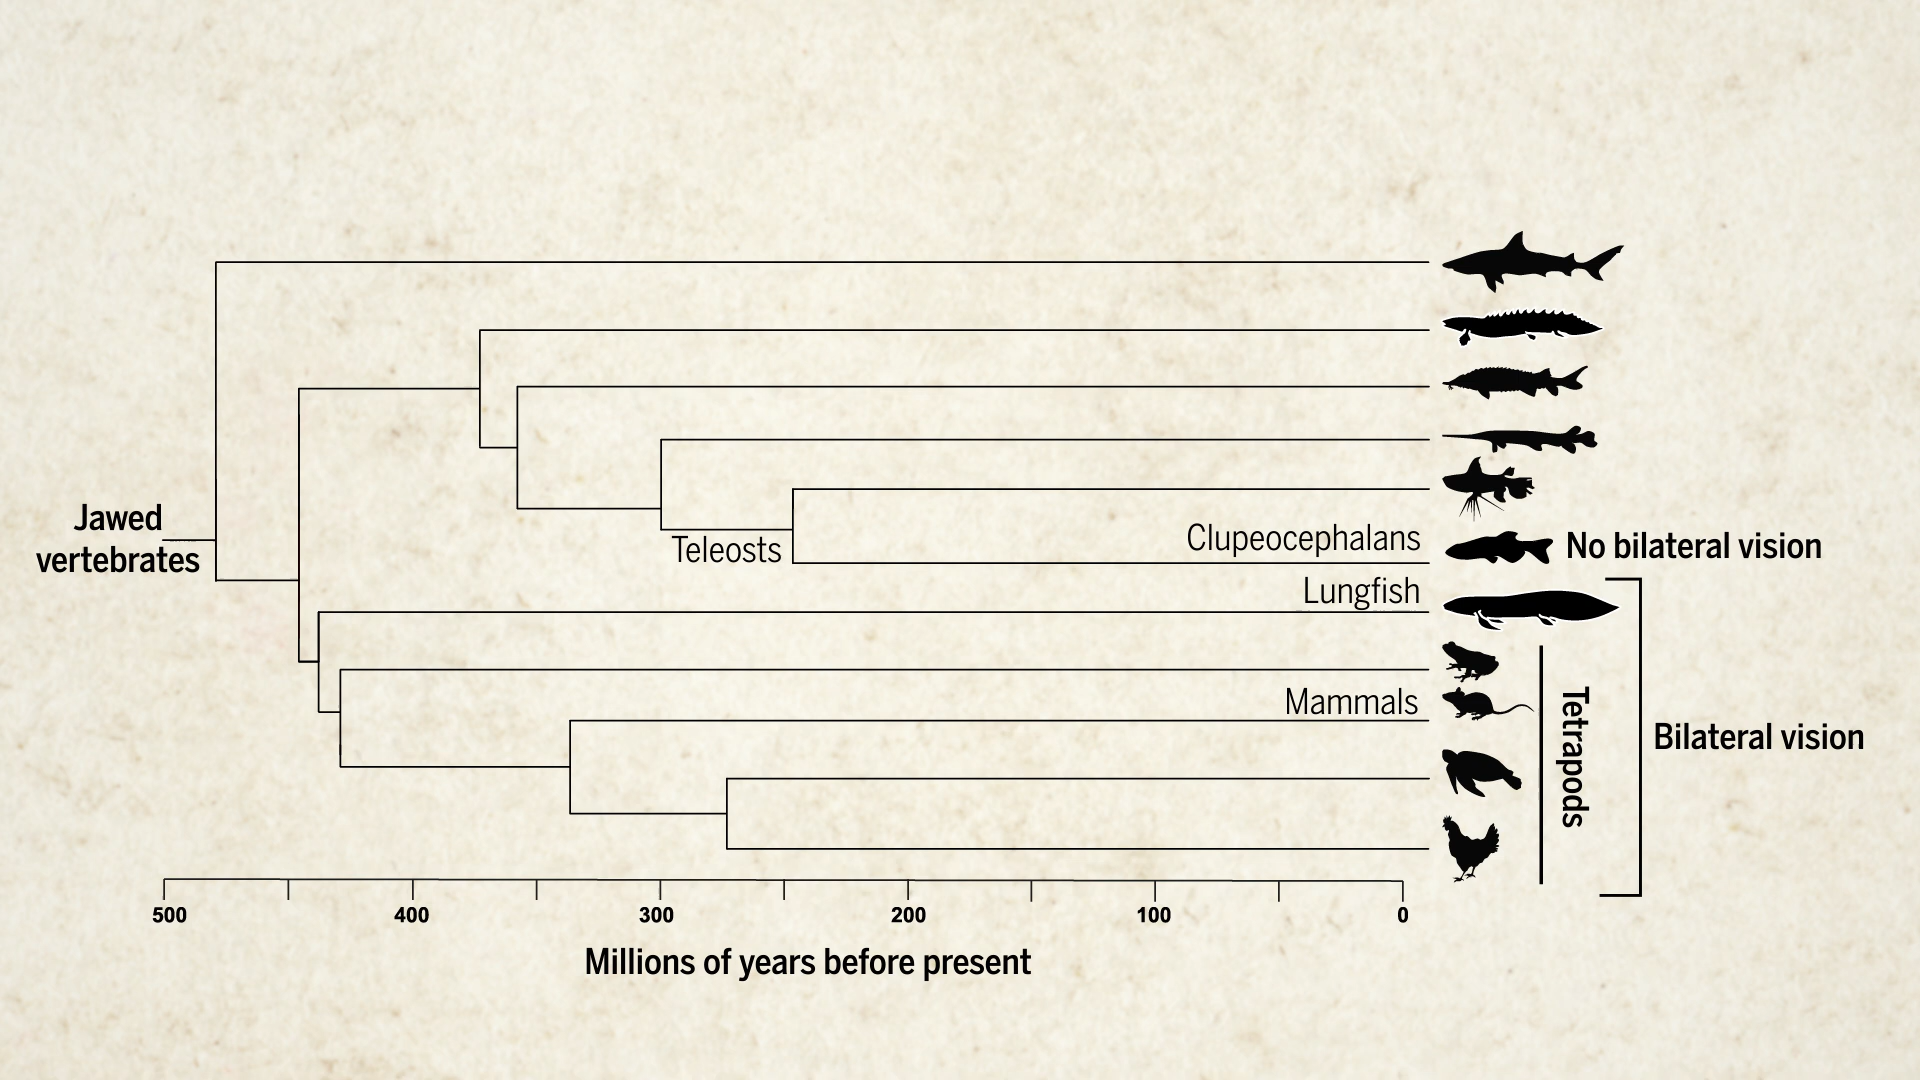 Jawed
vertebrates
Teleosts
Clupeocephalans
No bilateral vision
Lungfish
Mammals
Tetrapods
Bilateral vision
500 400 300 200 100 0
Millions of years before present